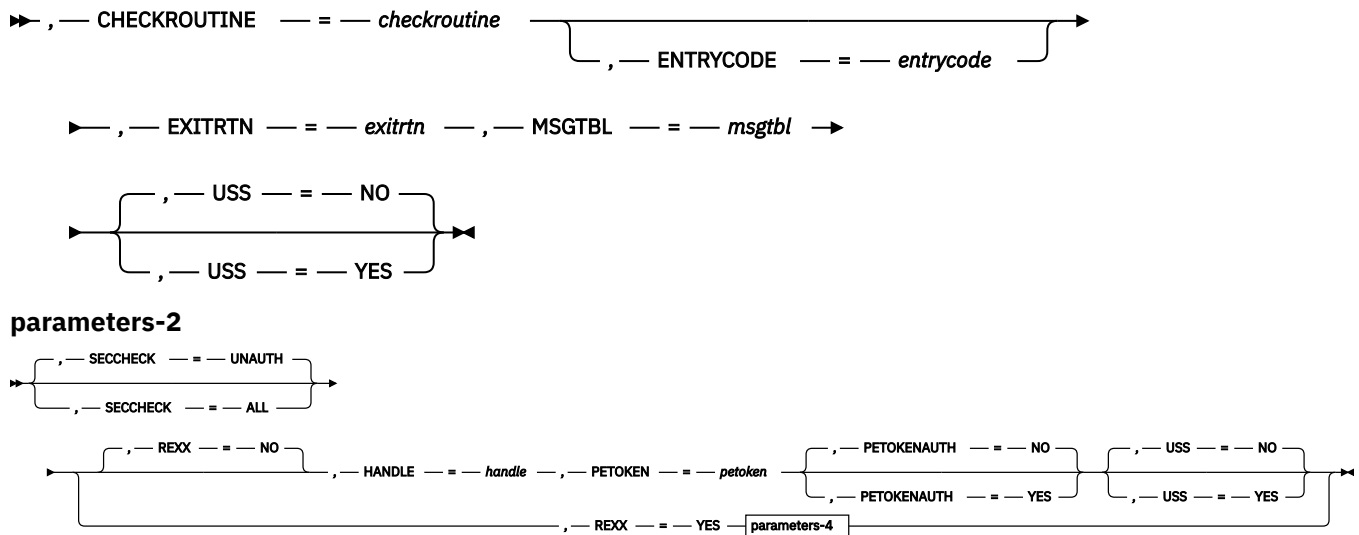 , CHECKROUTINE = checkroutine
, ENTRYCODE = entrycode
, EXITRTN = exitrtn , MSGTBL = msgtbl
, USS = NO
, USS = YES
parameters-2
, SECCHECK = UNAUTH
, SECCHECK = ALL
, REXX = NO
, HANDLE = handle , PETOKEN = petoken
, PETOKENAUTH = NO
, PETOKENAUTH = YES
, USS = NO
, USS = YES
, REXX = YES parameters-4